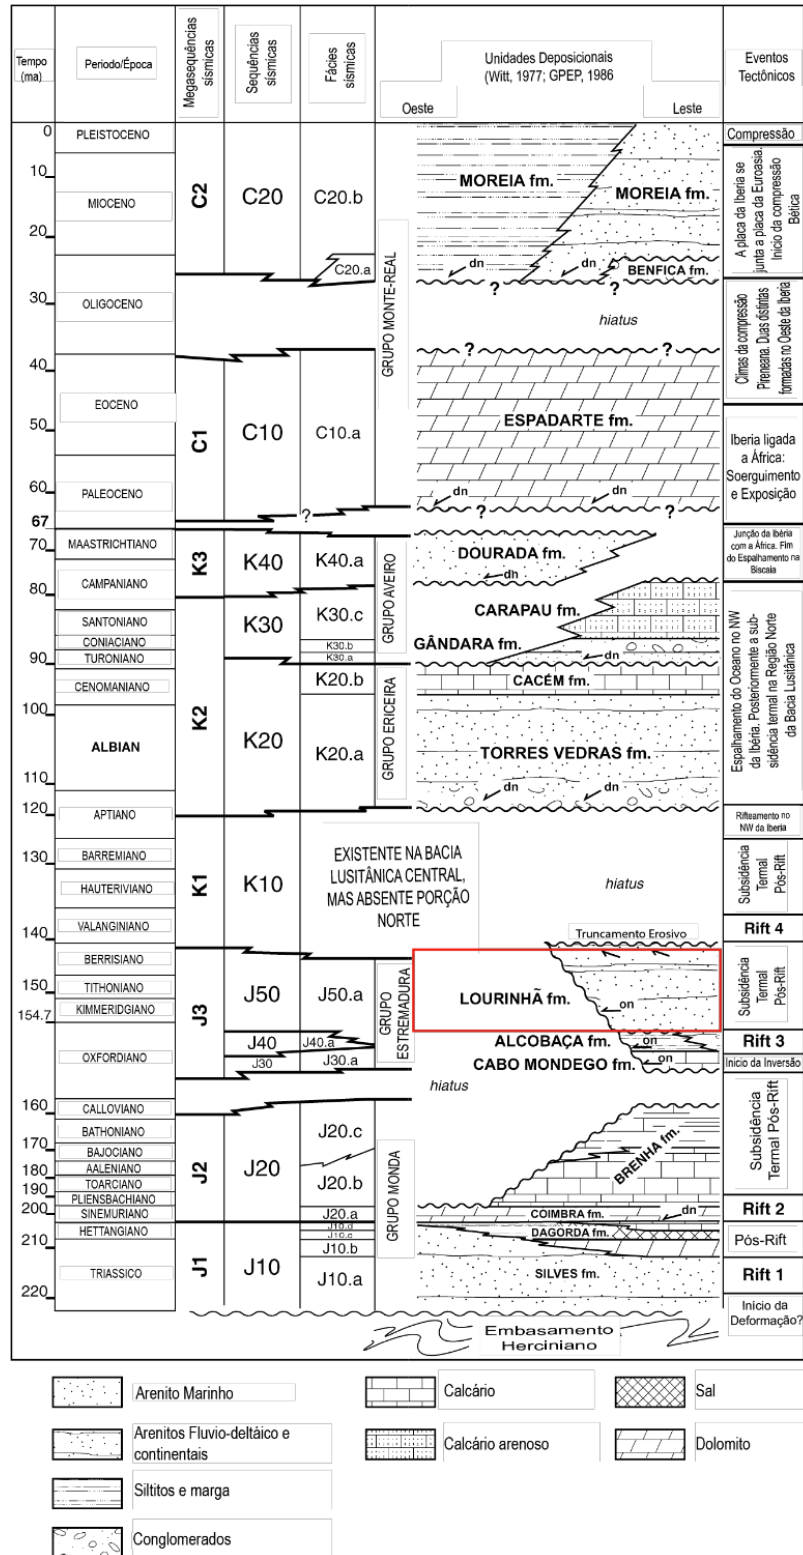 Tempo
(ma)
Periodo/Época
Megasequências
sísmicas
Sequências
sísmicas
Fácies
sísmicas
Unidades Deposicionais
(Witt, 1977; GPEP, 1986
Oeste
Leste
Eventos
Tectônicos
0
10
20
30
40
50
60
67
70
80
90
100
110
120
130
140
150
154.7
160
170
180
190
200
210
220
PLEISTOCENO
MIOCENO
OLIGOCENO
EOCENO
PALEOCENO
MAASTRICHTIANO
CAMPANIANO
SANTONIANO
CONIACIANO
TURONIANO
CENOMANIANO
ALBIAN
APTIANO
BARREMIANO
HAUTERIVIANO
VALANGINIANO
BERRISIANO
TITHONIANO
KIMMERIDGIANO
OXFORDIANO
CALLOVIANO
BATHONIANO
BAJOCIANO
AALENIANO
TOARCIANO
PLIENSBACHIANO
SINEMURIANO
HETTANGIANO
TRIASSICO
C2
C1
K3
K2
K1
J3
J2
J1
C20
C10
K40
K30
K20
K10
J50
J40
J30
J20
J10
C20.b
C20.a
C10.a
?
K40.a
K30.c
K30.b
K30.a
K20.b
K20.a
EXISTENTE NA BACIA
LUSITÂNICA CENTRAL,
MAS ABSENTE PORÇÃO
NORTE
J50.a
J40.a
J30.a
J20.c
J20.b
J20.a
J10.d
J10.c
J10.b
J10.a
GRUPO MONTE-REAL
GRUPO AVEIRO
GRUPO ERICEIRA
GRUPO
ESTREMADURA
GRUPO MONDA
MOREIA fm.
MOREIA fm.
dn
dn
BENFICA fm.
? ? ?
hiatus
? ?
ESPADARTE fm.
dn
dn
? ? ?
DOURADA fm.
dn
CARAPAU fm.
GÂNDARA fm.
dn
CACÉM fm.
TORRES VEDRAS fm.
dn
dn
hiatus
Truncamento Erosivo
LOURINHÃ fm.
on
ALCOBAÇA fm.
on
CABO MONDEGO fm.
on
hiatus
BRENHA fm.
COIMBRA fm.
dn
DAGORDA fm.
SILVES fm.
Embasamento
Herciniano
Compressão
A placa da Iberia se
junta a placa da Euroasia.
Inicio da compressão
Bética
Climas da compressão
Pireneana. Duas distintas
formadas no Oeste da Iberia
Iberia ligada
a África:
Soerguimento
e Exposição
Junção da Ibéria
com a África. FIm
do Espalhamento na
Biscaia
Espalhamento do Oceano no NW
da Ibéria. Posteriormente a sub-
sidência termal na Região Norte
da Bacia Lusitânica
Rifteamento no
NW da Iberia
Subsidência
Termal
Pós-Rift
Rift 4
Subsidência
Termal
Pós-Rift
Rift 3
Inicio da Inversão
Subsidência
Termal Pós-Rift
Rift 2
Pós-Rift
Rift 1
Início da
Deformação?
Arenito Marinho
Arenitos Fluvio-deltáico e
continentais
Siltitos e marga
Conglomerados
Calcário
Calcário arenoso
Sal
Dolomito